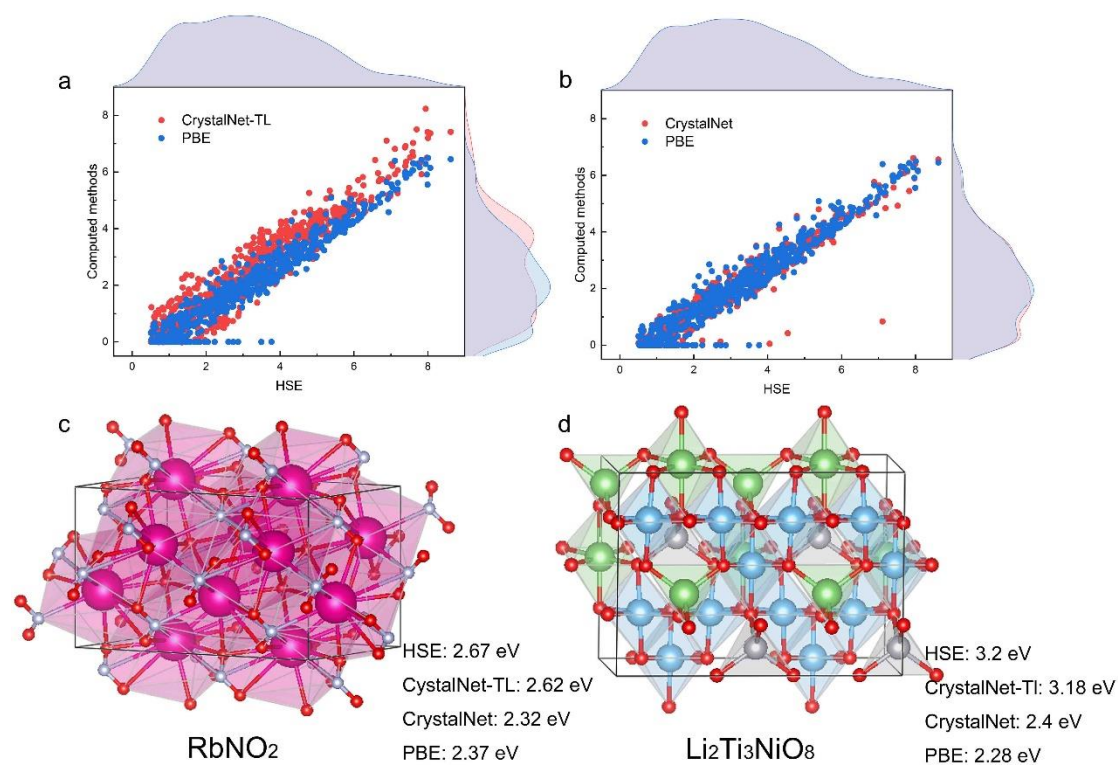 a
CrystalNet-TL
PBE
8
6
4
2
0
Computed methods
0 2 4 6 8
HSE
b
CrystalNet
PBE
8
6
4
2
0
Computed methods
0 2 4 6 8
HSE
c
HSE: 2.67 eV
CystalNet-TL: 2.62 eV
CrystalNet: 2.32 eV
PBE: 2.37 eV
RbNO₂
d
HSE: 3.2 eV
CrystalNet-Tl: 3.18 eV
CrystalNet: 2.4 eV
PBE: 2.28 eV
Li₂Ti₃NiO₈